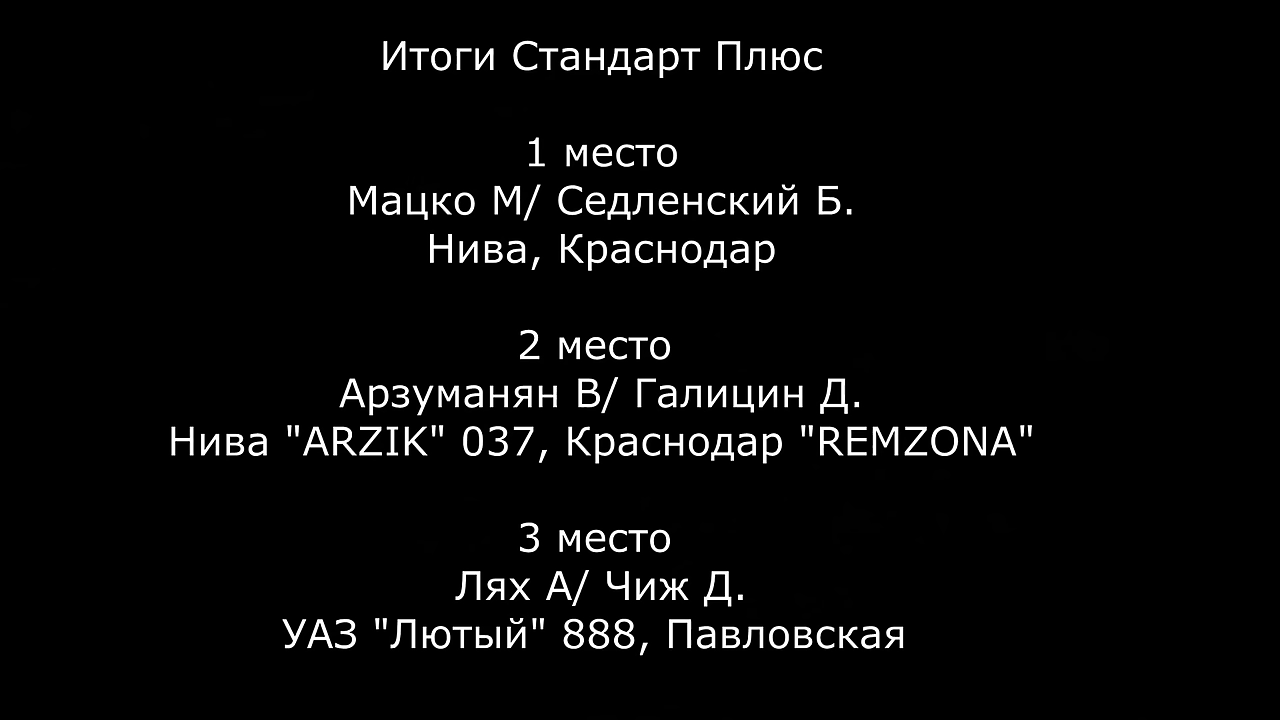 Итоги Стандарт Плюс
1 место
Мацко М/ Седленский Б.
Нива, Краснодар
2 место
Арзуманян В/ Галицин Д.
Нива "ARZIK" 037, Краснодар "REMZONA"
3 место
Лях А/ Чиж Д.
УАЗ "Лютый" 888, Павловская